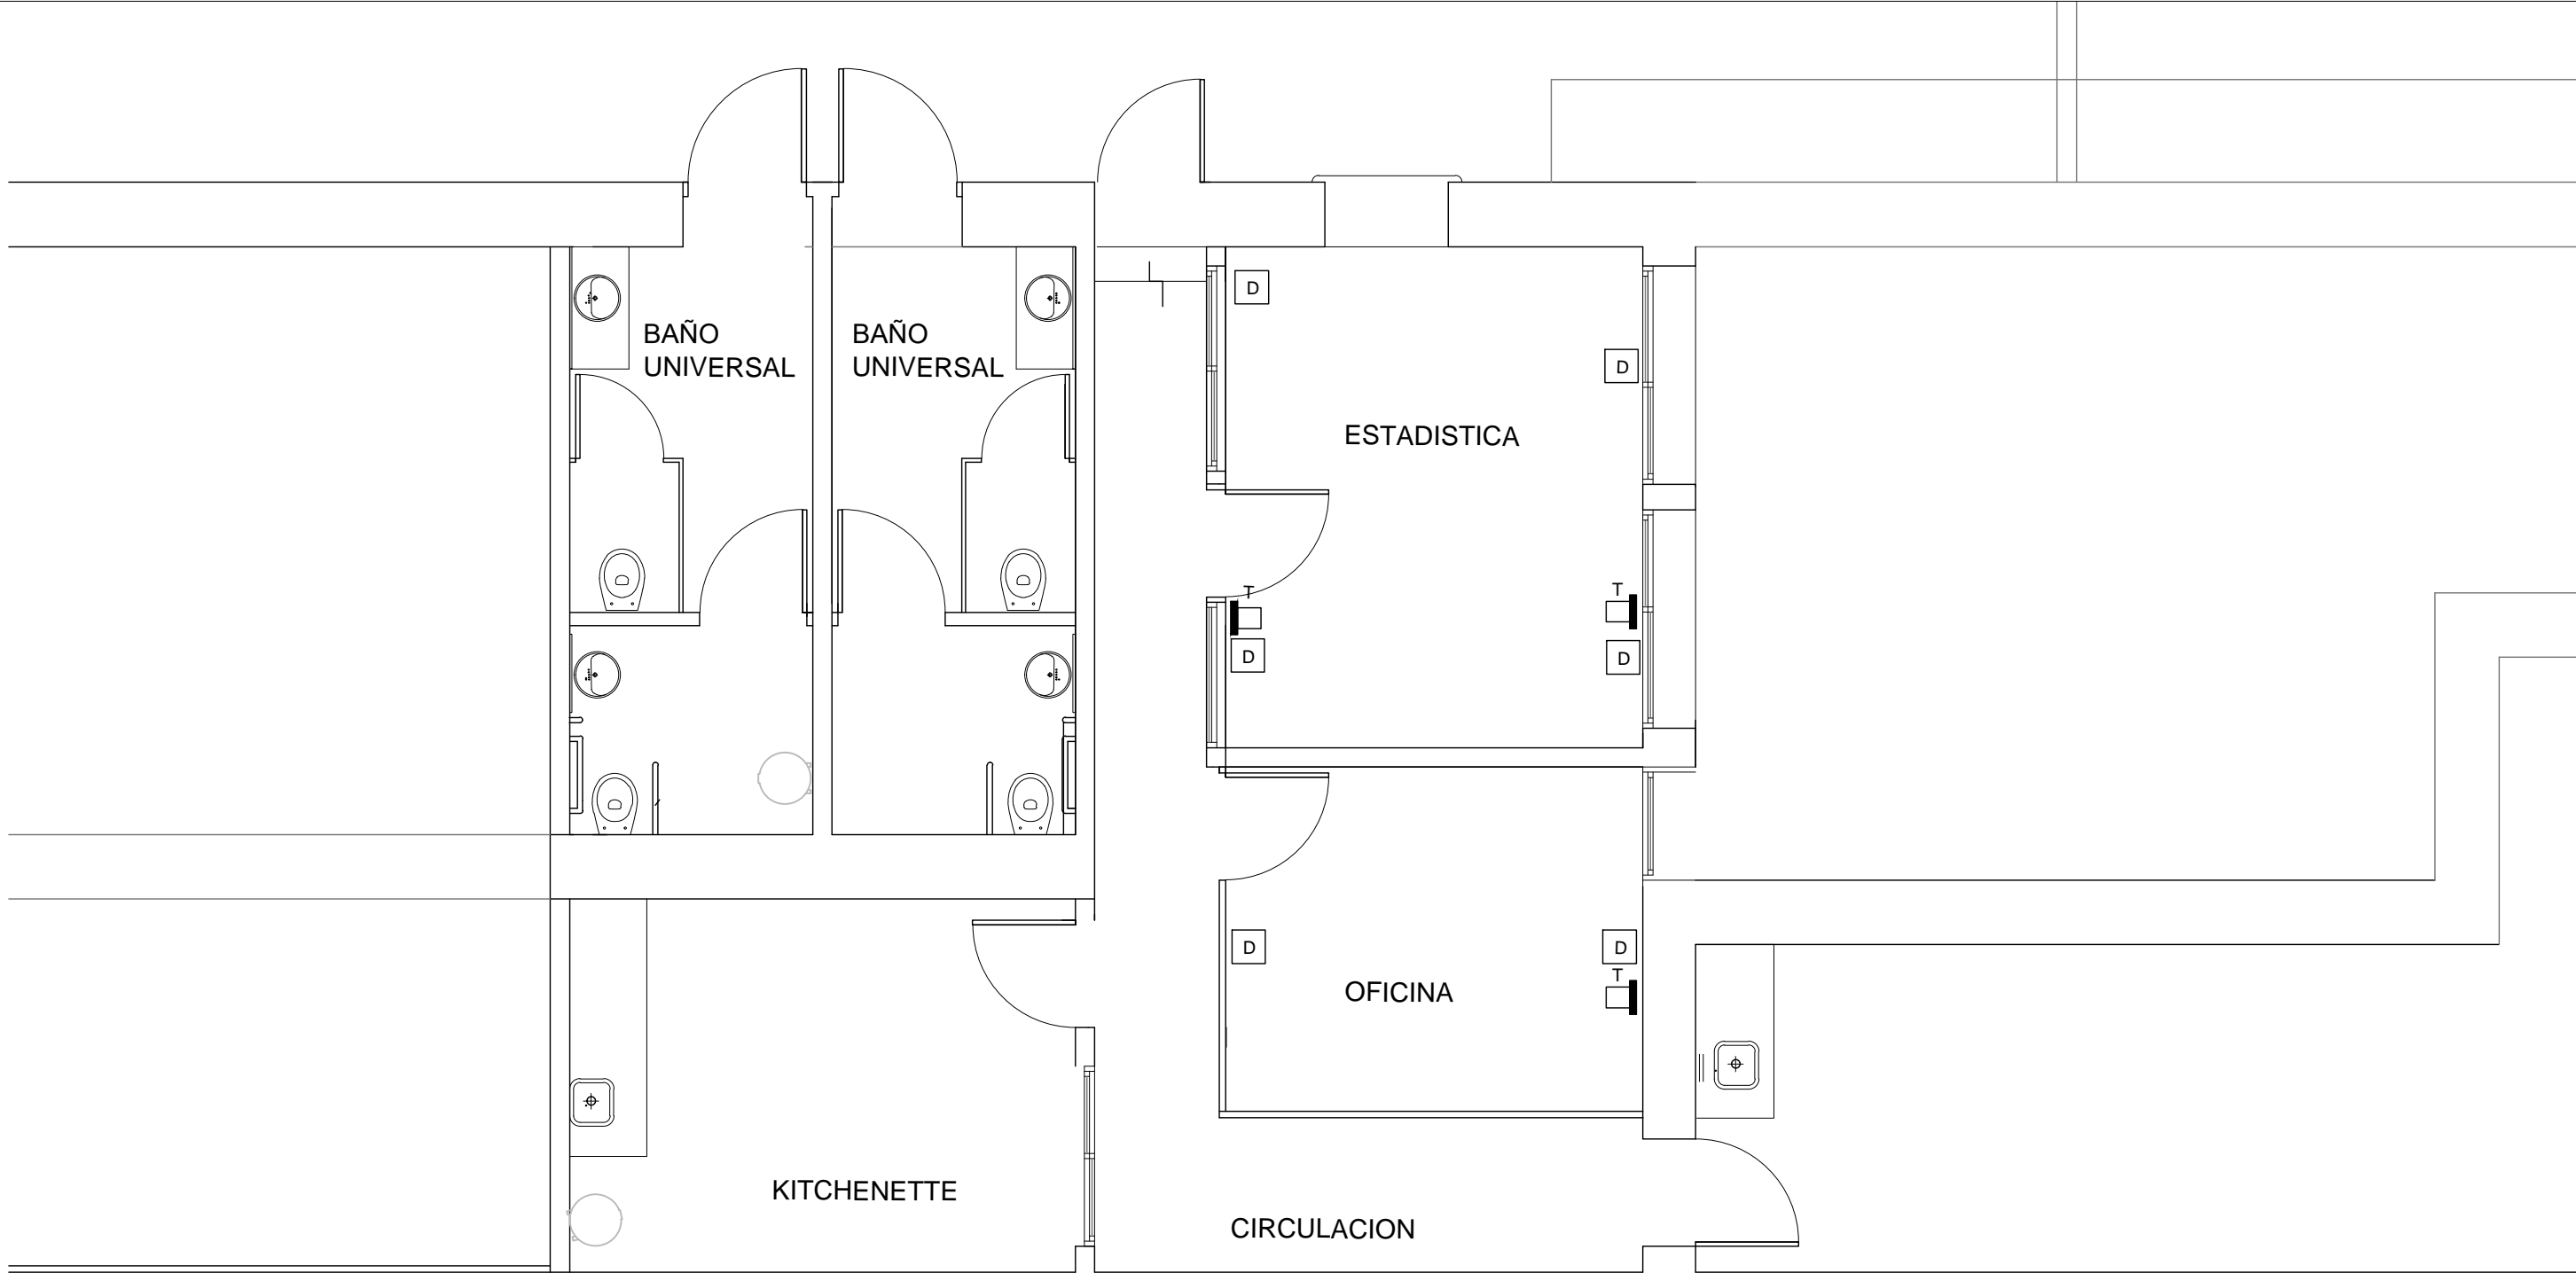 BAÑO
UNIVERSAL
BAÑO
UNIVERSAL
D
D
ESTADISTICA
T
T
D
D
D
D
T
OFICINA
KITCHENETTE
CIRCULACION